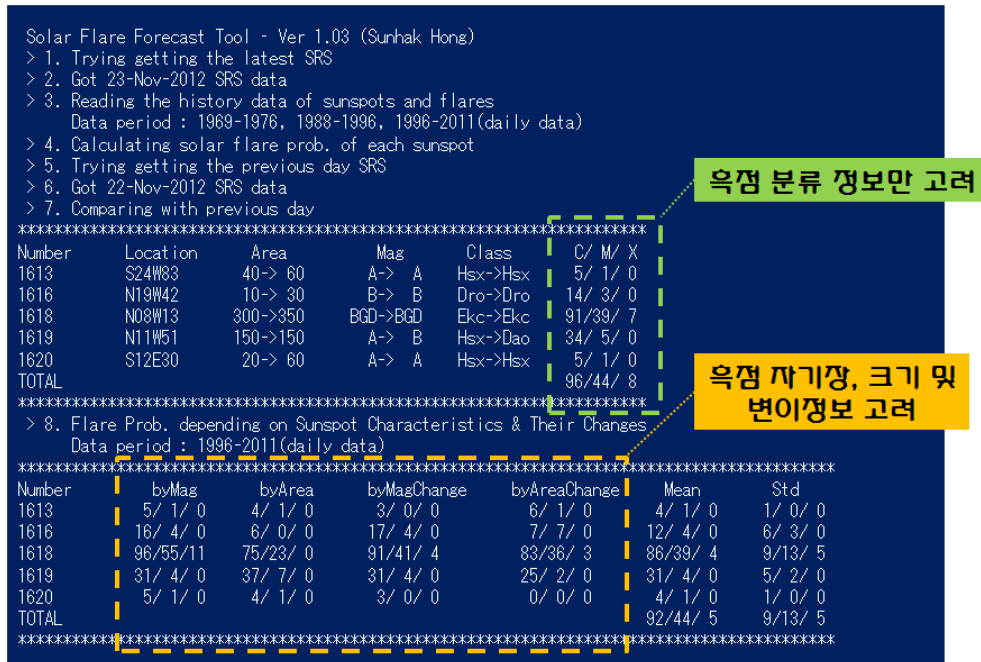 Solar Flare Forecast Tool - Ver 1.03 (Sunhak Hong)
> 1. Trying getting the latest SRS
> 2. Got 23-Nov-2012 SRS data
> 3. Reading the history data of sunspots and flares
Data period : 1969-1976, 1988-1996, 1996-2011(daily data)
> 4. Calculating solar flare prob. of each sunspot
> 5. Trying getting the previous day SRS
> 6. Got 22-Nov-2012 SRS data
> 7. Comparing with previous day
흑점 분류 정보만 고려
Number Location Area Mag Class C/ M/ X
1613 S24W83 40-> 60 A-> A Hsx->Hsx 5/ 1/ 0
1616 N19W42 10-> 30 B-> B Dro->Dro 14/ 3/ 0
1618 N08W13 300->350 BGD->BGD Ekc->Ekc 91/39/ 7
1619 N11W51 150->150 A-> B Hsx->Dao 34/ 5/ 0
1620 S12E30 20-> 60 A-> A Hsx->Hsx 5/ 1/ 0
TOTAL 96/44/ 8
흑점 자기장, 크기 및
변이정보 고려
> 8. Flare Prob. depending on Sunspot Characteristics & Their Changes
Data period : 1996-2011(daily data)
Number byMag byArea byMagChange byAreaChange Mean Std
1613 5/ 1/ 0 4/ 1/ 0 3/ 0/ 0 6/ 1/ 0 4/ 1/ 0 1/ 0/ 0
1616 16/ 4/ 0 6/ 0/ 0 17/ 4/ 0 7/ 7/ 0 12/ 4/ 0 6/ 3/ 0
1618 96/55/11 75/23/ 0 91/41/ 4 83/36/ 3 86/39/ 4 9/13/ 5
1619 31/ 4/ 0 37/ 7/ 0 31/ 4/ 0 25/ 2/ 0 31/ 4/ 0 5/ 2/ 0
1620 5/ 1/ 0 4/ 1/ 0 3/ 0/ 0 0/ 0/ 0 4/ 1/ 0 1/ 0/ 0
TOTAL 92/44/ 5 9/13/ 5